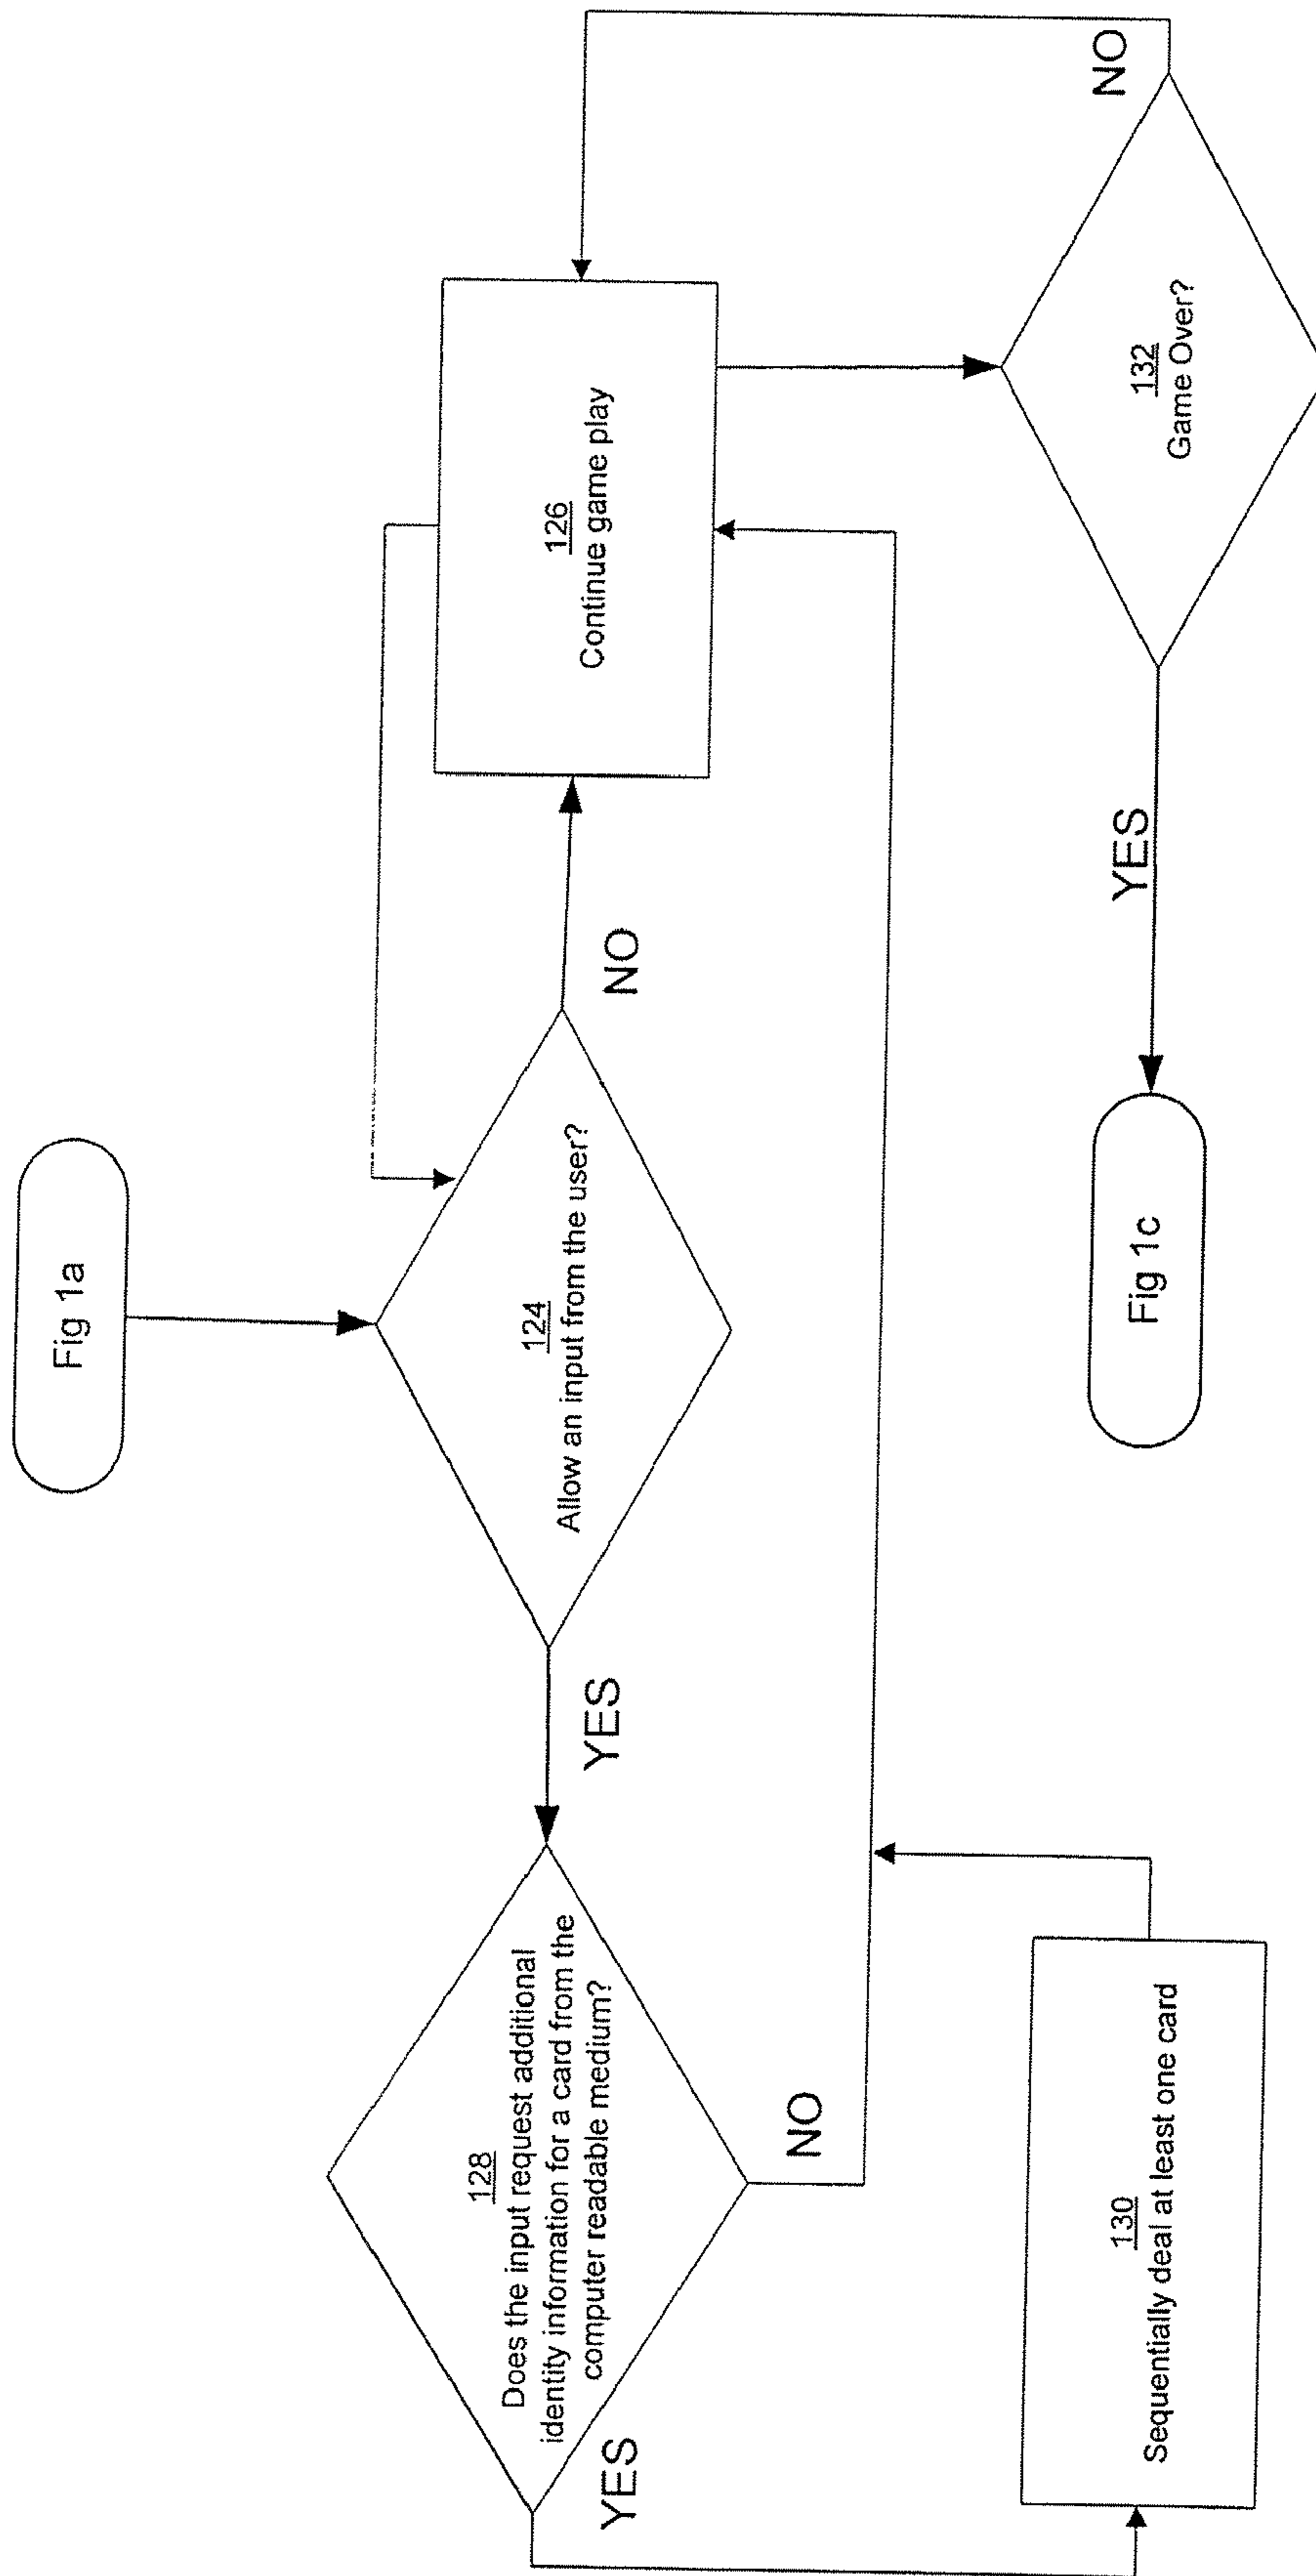 Fig 1a
128
Does the input request additional
identity information for a card from the
computer readable medium?
YES
NO
YES
124
Allow an input from the user?
NO
126
Continue game play
130
Sequentially deal at least one card
Fig 1c
YES
132
Game Over?
NO